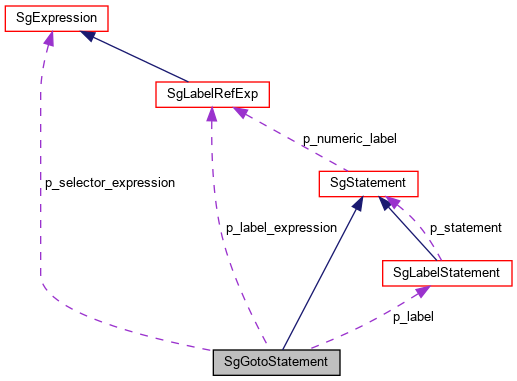 SgExpression
SgLabelRefExp
p_numeric_label
SgStatement
p_selector_expression
p_label_expression
p_statement
SgLabelStatement
p_label
SgGotoStatement